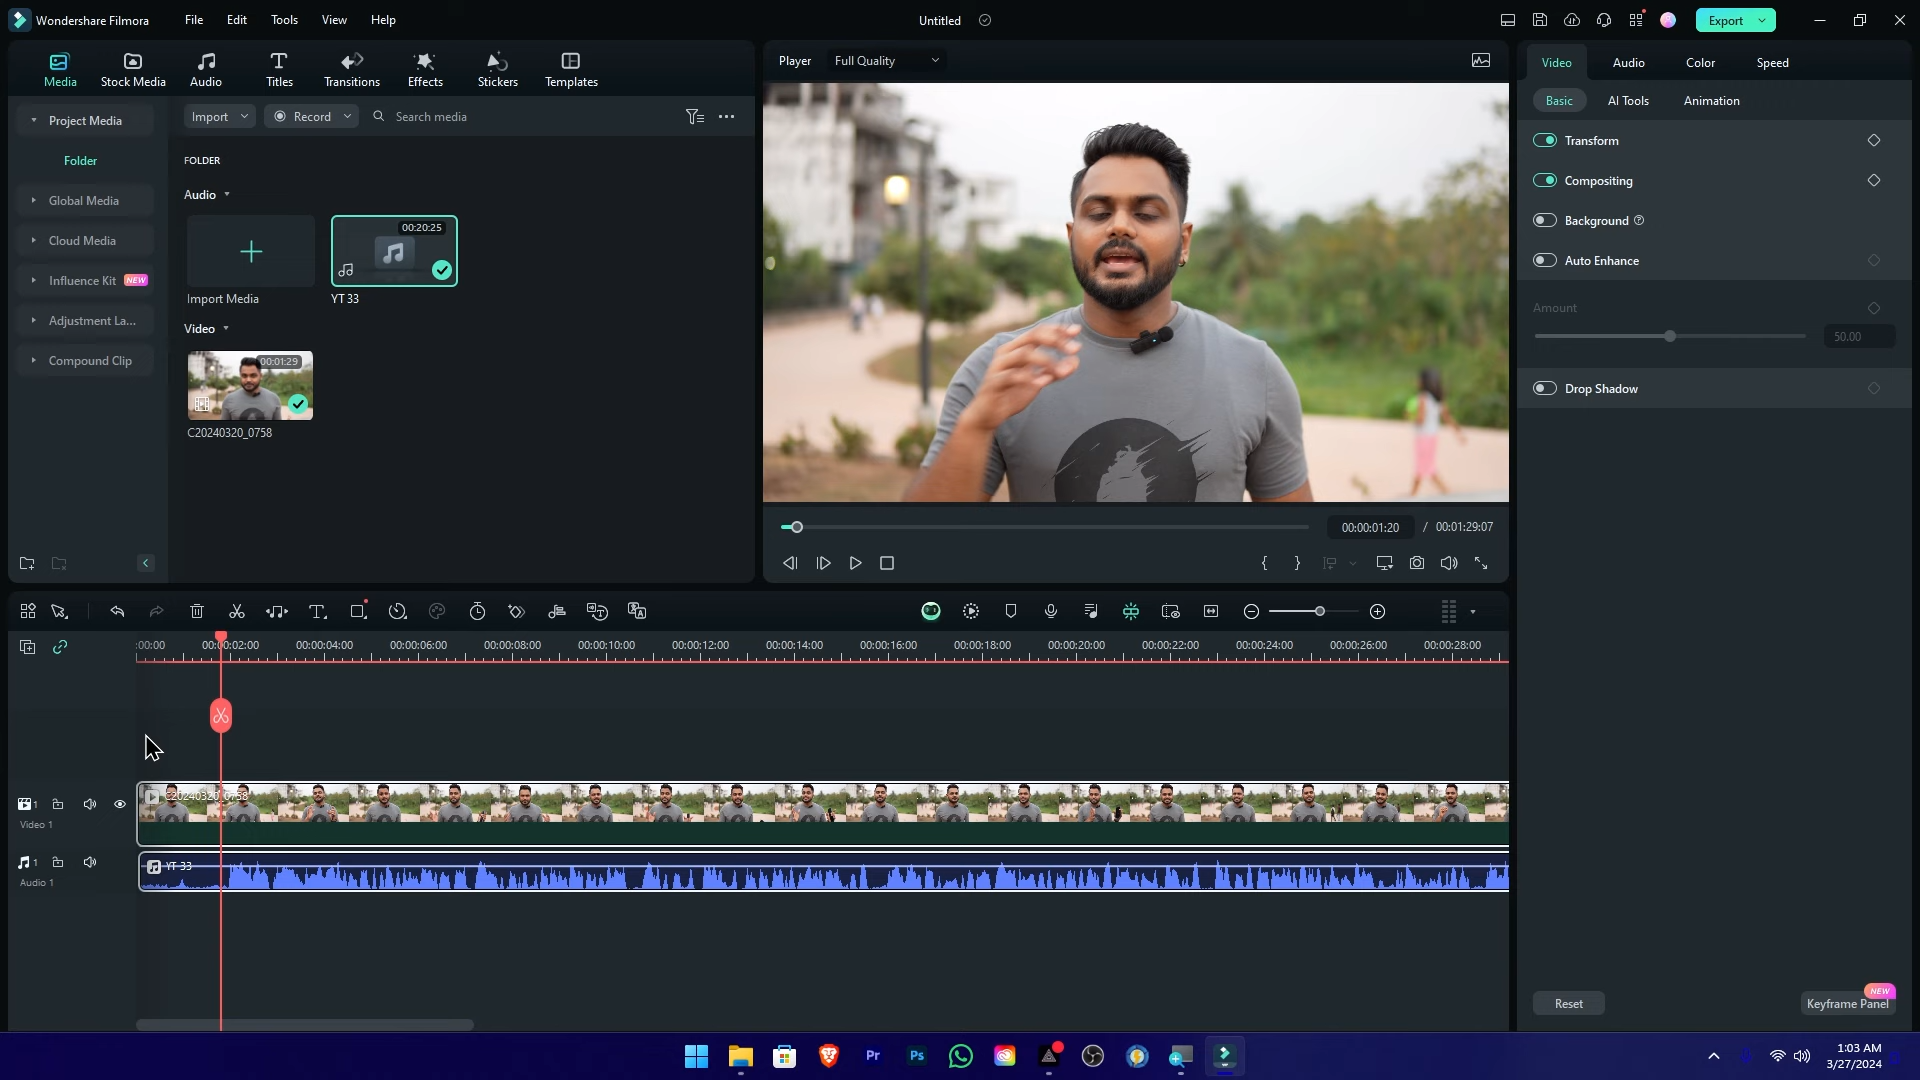 Wondershare Filmora
File Edit Tools View Help
Untitled
Export
Media
Stock Media
Audio
Titles
Transitions
Effects
Stickers
Templates
Project Media
Folder
Global Media
Cloud Media
Influence Kit NEW
Adjustment La...
Compound Clip
Import
Record
Search media
FOLDER
Audio
00:20:25
Import Media
YT 33
Video
00:01:29
C20240320_0758
Player Full Quality
00:00:01:20 / 00:01:29:07
Video Audio Color Speed
Basic AI Tools Animation
Transform
Compositing
Background
Auto Enhance
Amount
50.00
Drop Shadow
Reset
Keyframe Panel
NEW
:00:00 00:00:02:00 00:00:04:00 00:00:06:00 00:00:08:00 00:00:10:00 00:00:12:00 00:00:14:00 00:00:16:00 00:00:18:00 00:00:20:00 00:00:22:00 00:00:24:00 00:00:26:00 00:00:28:00
1
Video 1
C20240320_0758
1
Audio 1
YT 33
Pr
Ps
1:03 AM
3/27/2024